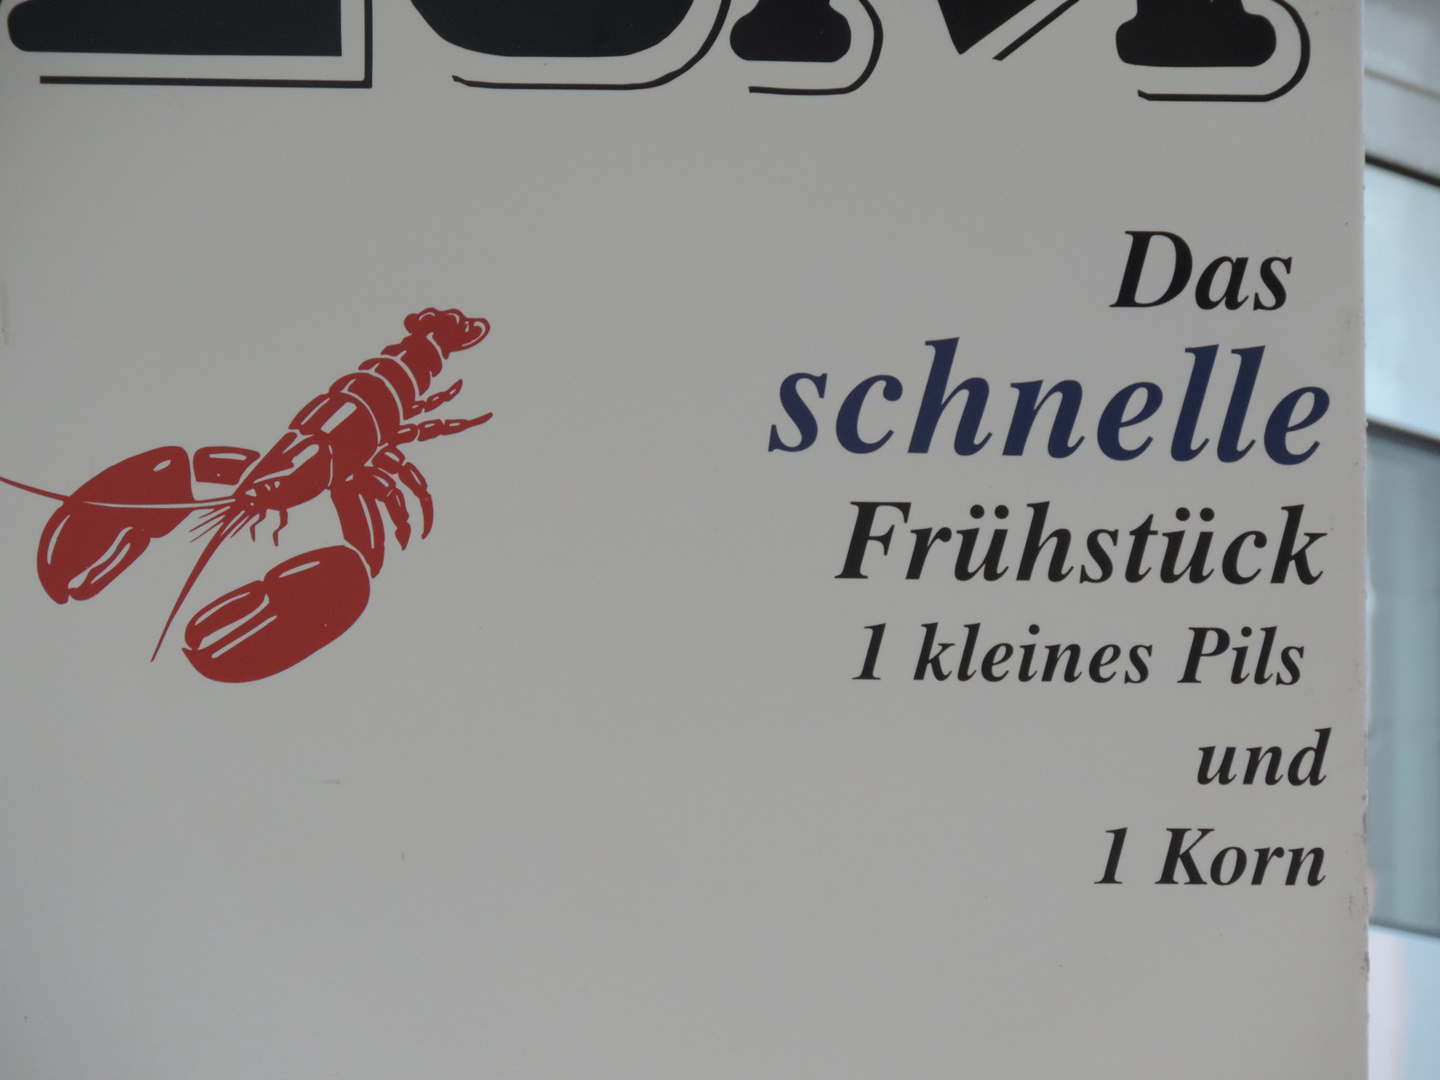 Das
schnelle
Frühstück
1 kleines Pils
und
1 Korn